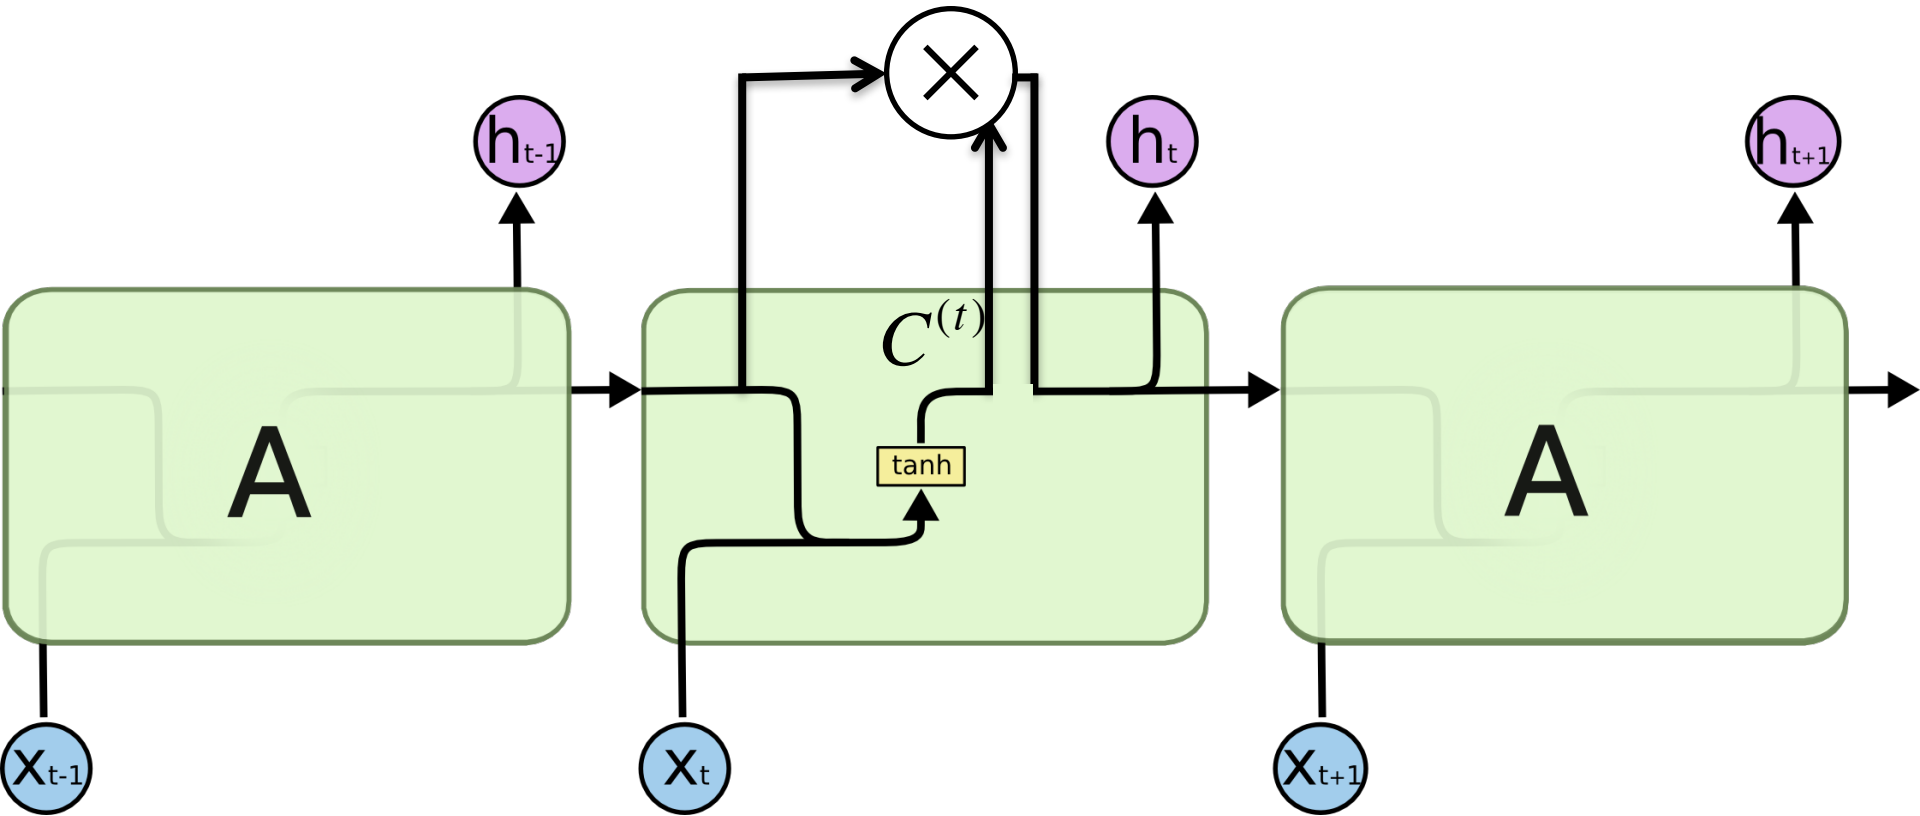 h t-1
h t
h t+1
C^(t)
A
tanh
A
x t-1
x t
x t+1